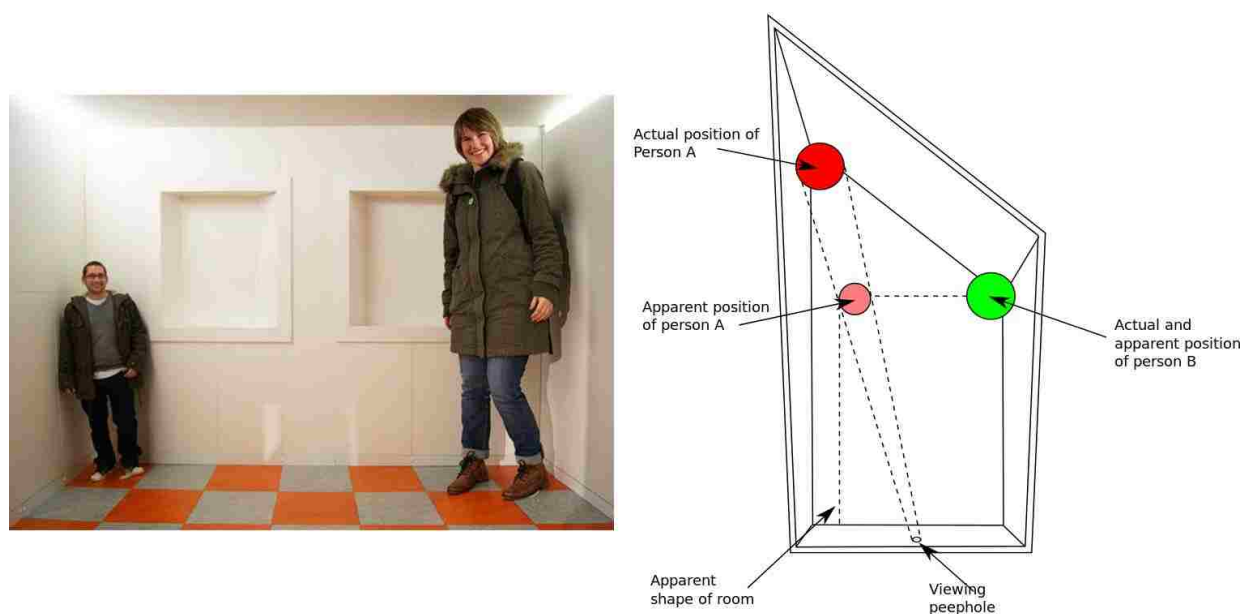 Actual position of
Person A
Apparent position
of person A
Actual and
apparent position
of person B
Apparent
shape of room
Viewing
peephole